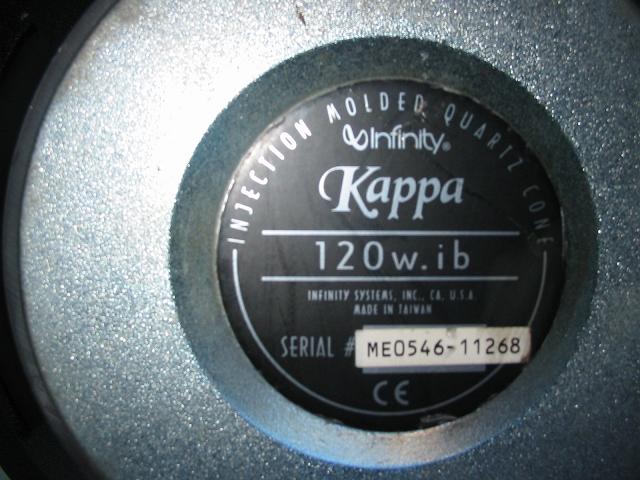 INJECTION MOLDED QUARTZ CONE
Infinity®
Kappa
120w.ib
INFINITY SYSTEMS, INC., CA, U.S.A.
MADE IN TAIWAN
SERIAL # ME0546-11268
CE